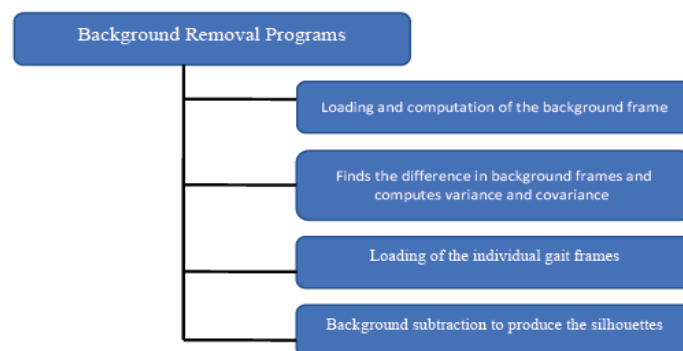 Background Removal Programs
Loading and computation of the background frame
Finds the difference in background frames and
computes variance and covariance
Loading of the individual gait frames
Background subtraction to produce the silhouettes